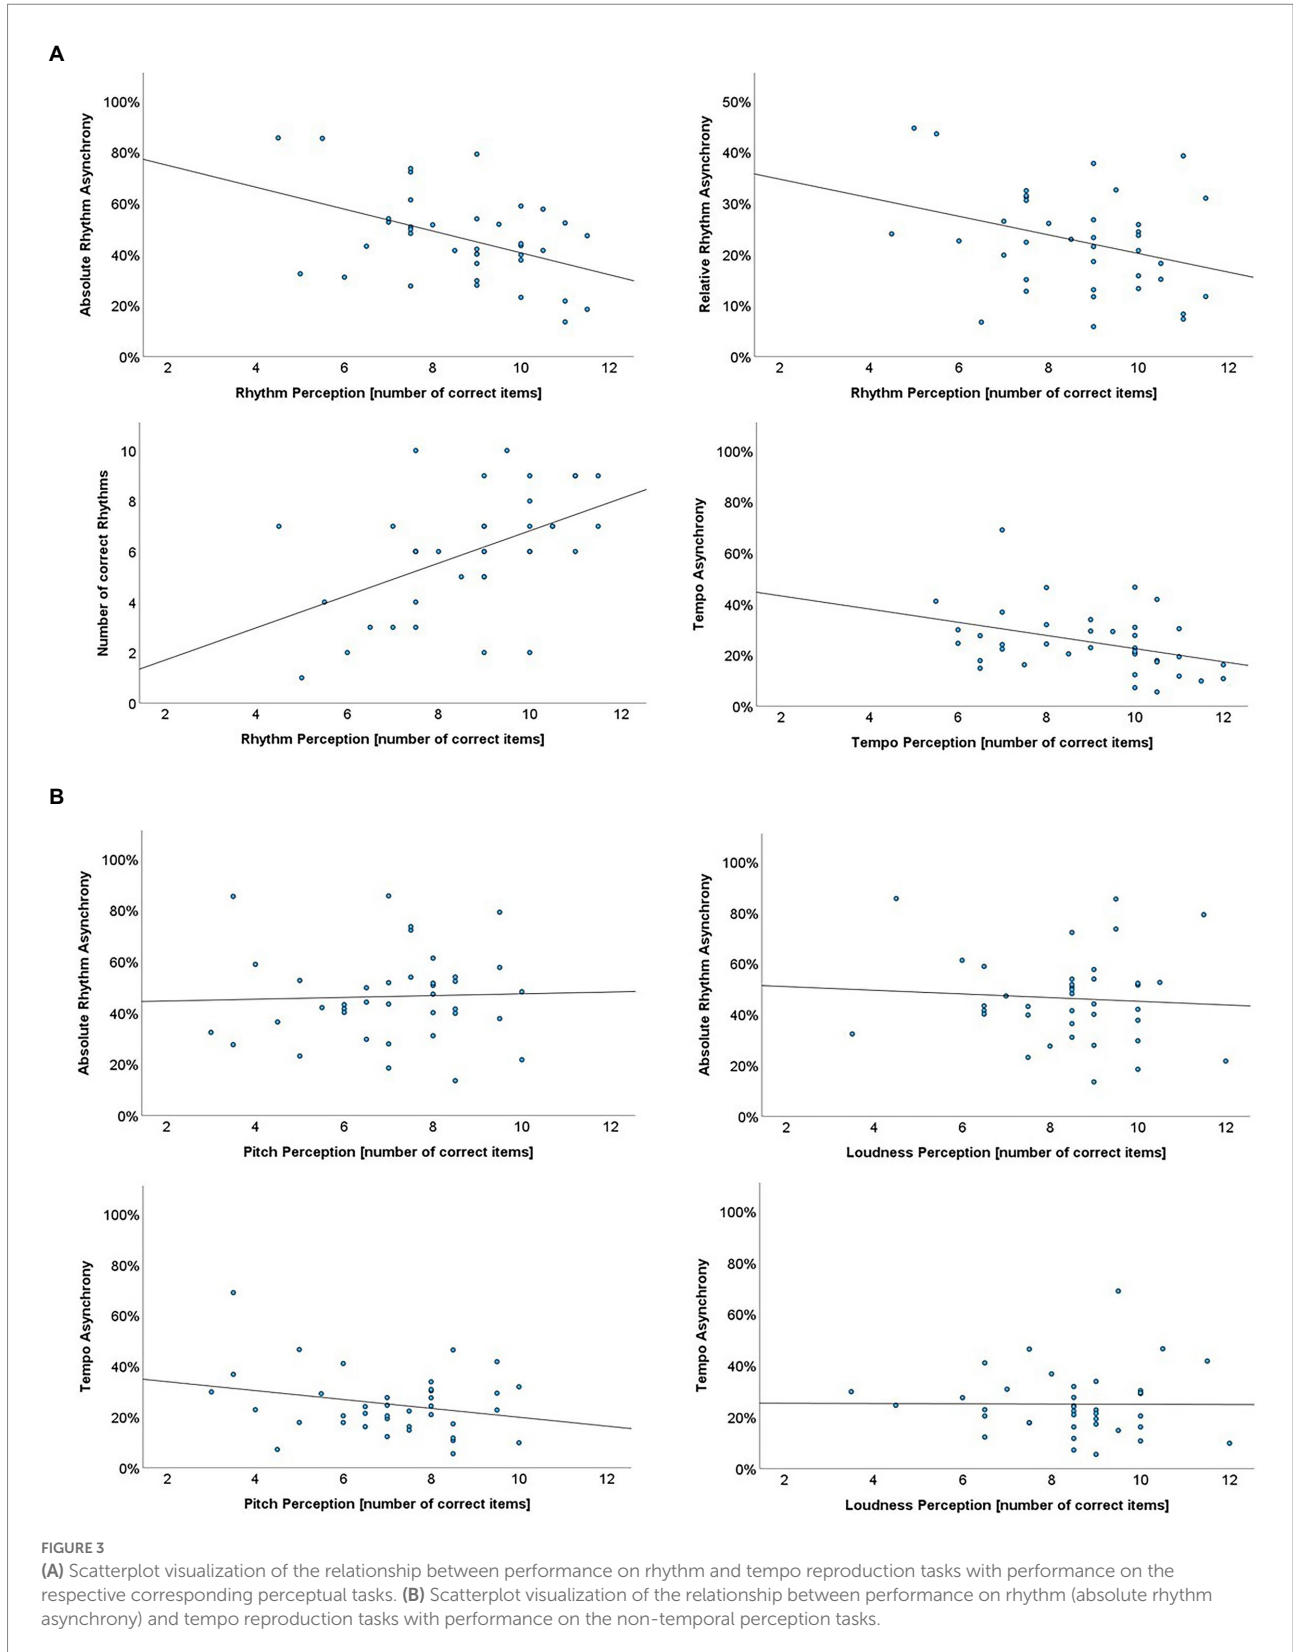 A
Absolute Rhythm Asynchrony
100%
80%
60%
40%
20%
0%
2 4 6 8 10 12
Rhythm Perception [number of correct items]
Relative Rhythm Asynchrony
50%
40%
30%
20%
10%
0%
2 4 6 8 10 12
Rhythm Perception [number of correct items]
Number of correct Rhythms
10
8
6
4
2
0
2 4 6 8 10 12
Rhythm Perception [number of correct items]
Tempo Asynchrony
100%
80%
60%
40%
20%
0%
2 4 6 8 10 12
Tempo Perception [number of correct items]
B
Absolute Rhythm Asynchrony
100%
80%
60%
40%
20%
0%
2 4 6 8 10 12
Pitch Perception [number of correct items]
Absolute Rhythm Asynchrony
100%
80%
60%
40%
20%
0%
2 4 6 8 10 12
Loudness Perception [number of correct items]
Tempo Asynchrony
100%
80%
60%
40%
20%
0%
2 4 6 8 10 12
Pitch Perception [number of correct items]
Tempo Asynchrony
100%
80%
60%
40%
20%
0%
2 4 6 8 10 12
Loudness Perception [number of correct items]
FIGURE 3
(A) Scatterplot visualization of the relationship between performance on rhythm and tempo reproduction tasks with performance on the
respective corresponding perceptual tasks. (B) Scatterplot visualization of the relationship between performance on rhythm (absolute rhythm
asynchrony) and tempo reproduction tasks with performance on the non-temporal perception tasks.